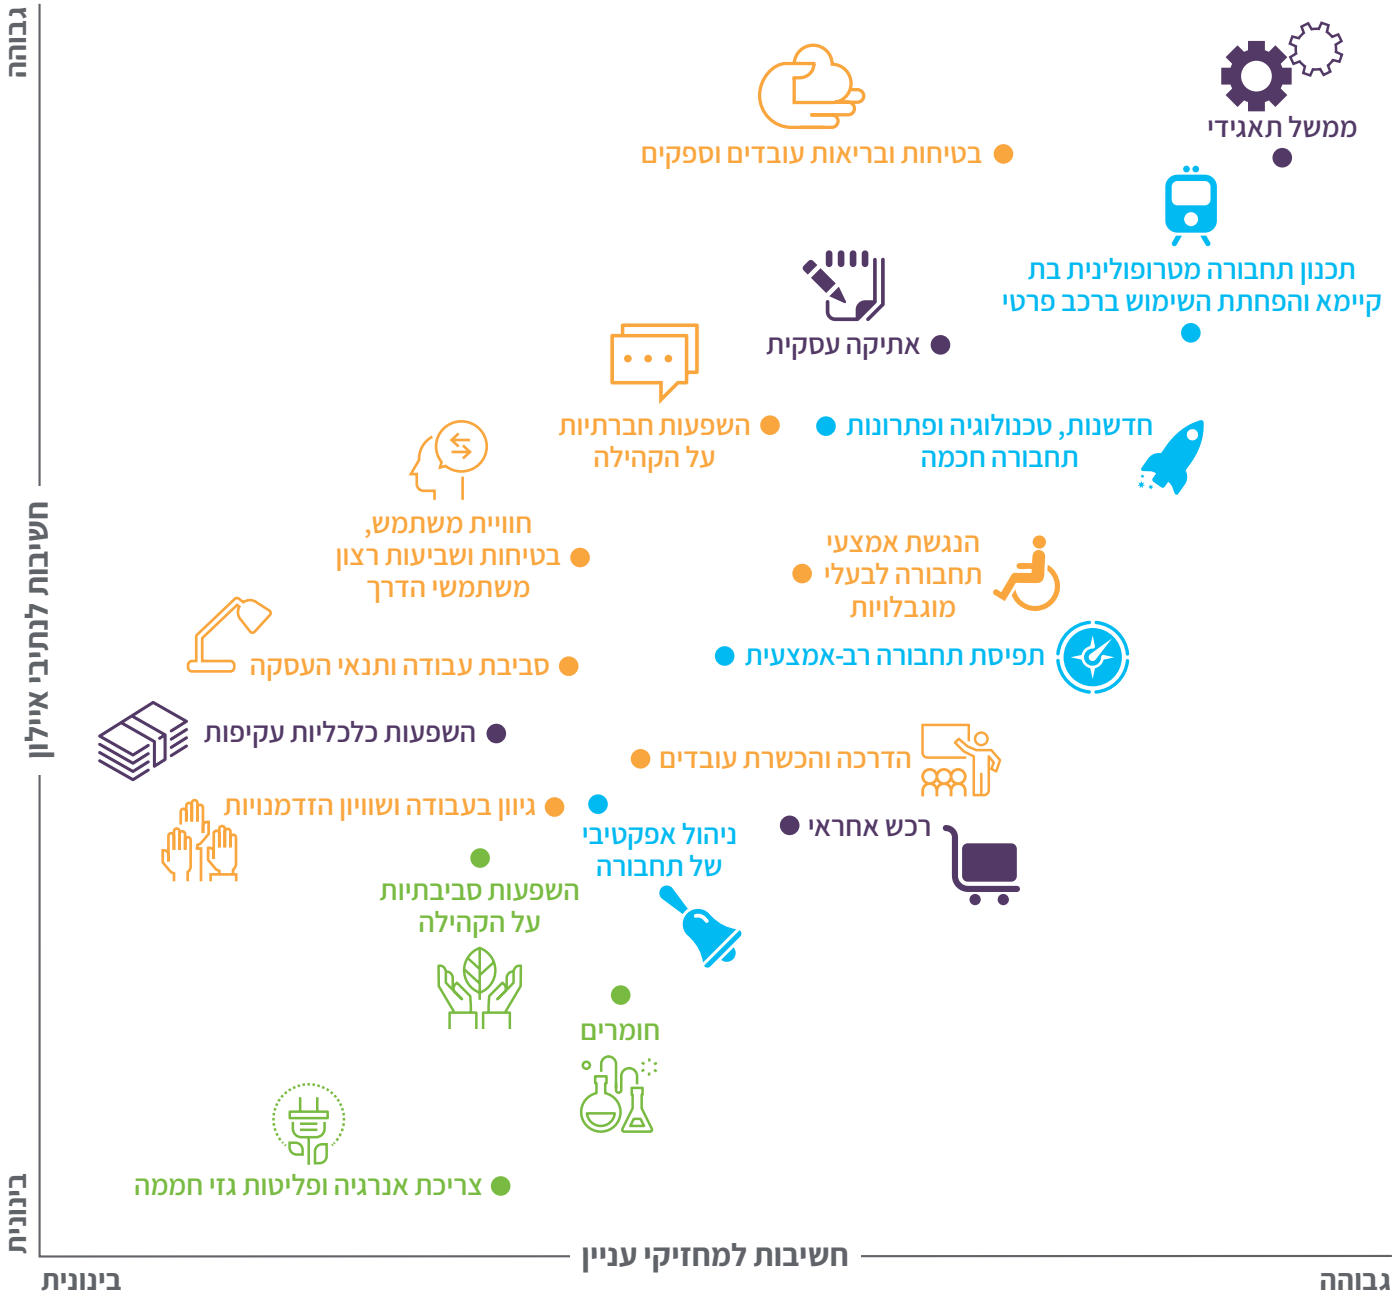 גבוהה
ממשל תאגידי
בטיחות ובריאות עובדים וספקים
תכנון תחבורה מטרופולינית בת
קיימא והפחתת השימוש ברכב פרטי
אתיקה עסקית
חדשנות, טכנולוגיה ופתרונות
תחבורה חכמה
השפעות חברתיות
על הקהילה
חוויית משתמש,
בטיחות ושביעות רצון
משתמשי הדרך
הנגשת אמצעי
תחבורה לבעלי
מוגבלויות
חשיבות לנתיבי איילון
תפיסת תחבורה רב-אמצעית
סביבת עבודה ותנאי העסקה
השפעות כלכליות עקיפות
הדרכה והכשרת עובדים
גיוון בעבודה ושוויון הזדמנויות
רכש אחראי
ניהול אפקטיבי
של תחבורה
השפעות סביבתיות
על הקהילה
חומרים
צריכת אנרגיה ופליטות גזי חממה
בינונית
חשיבות למחזיקי עניין
גבוהה
בינונית